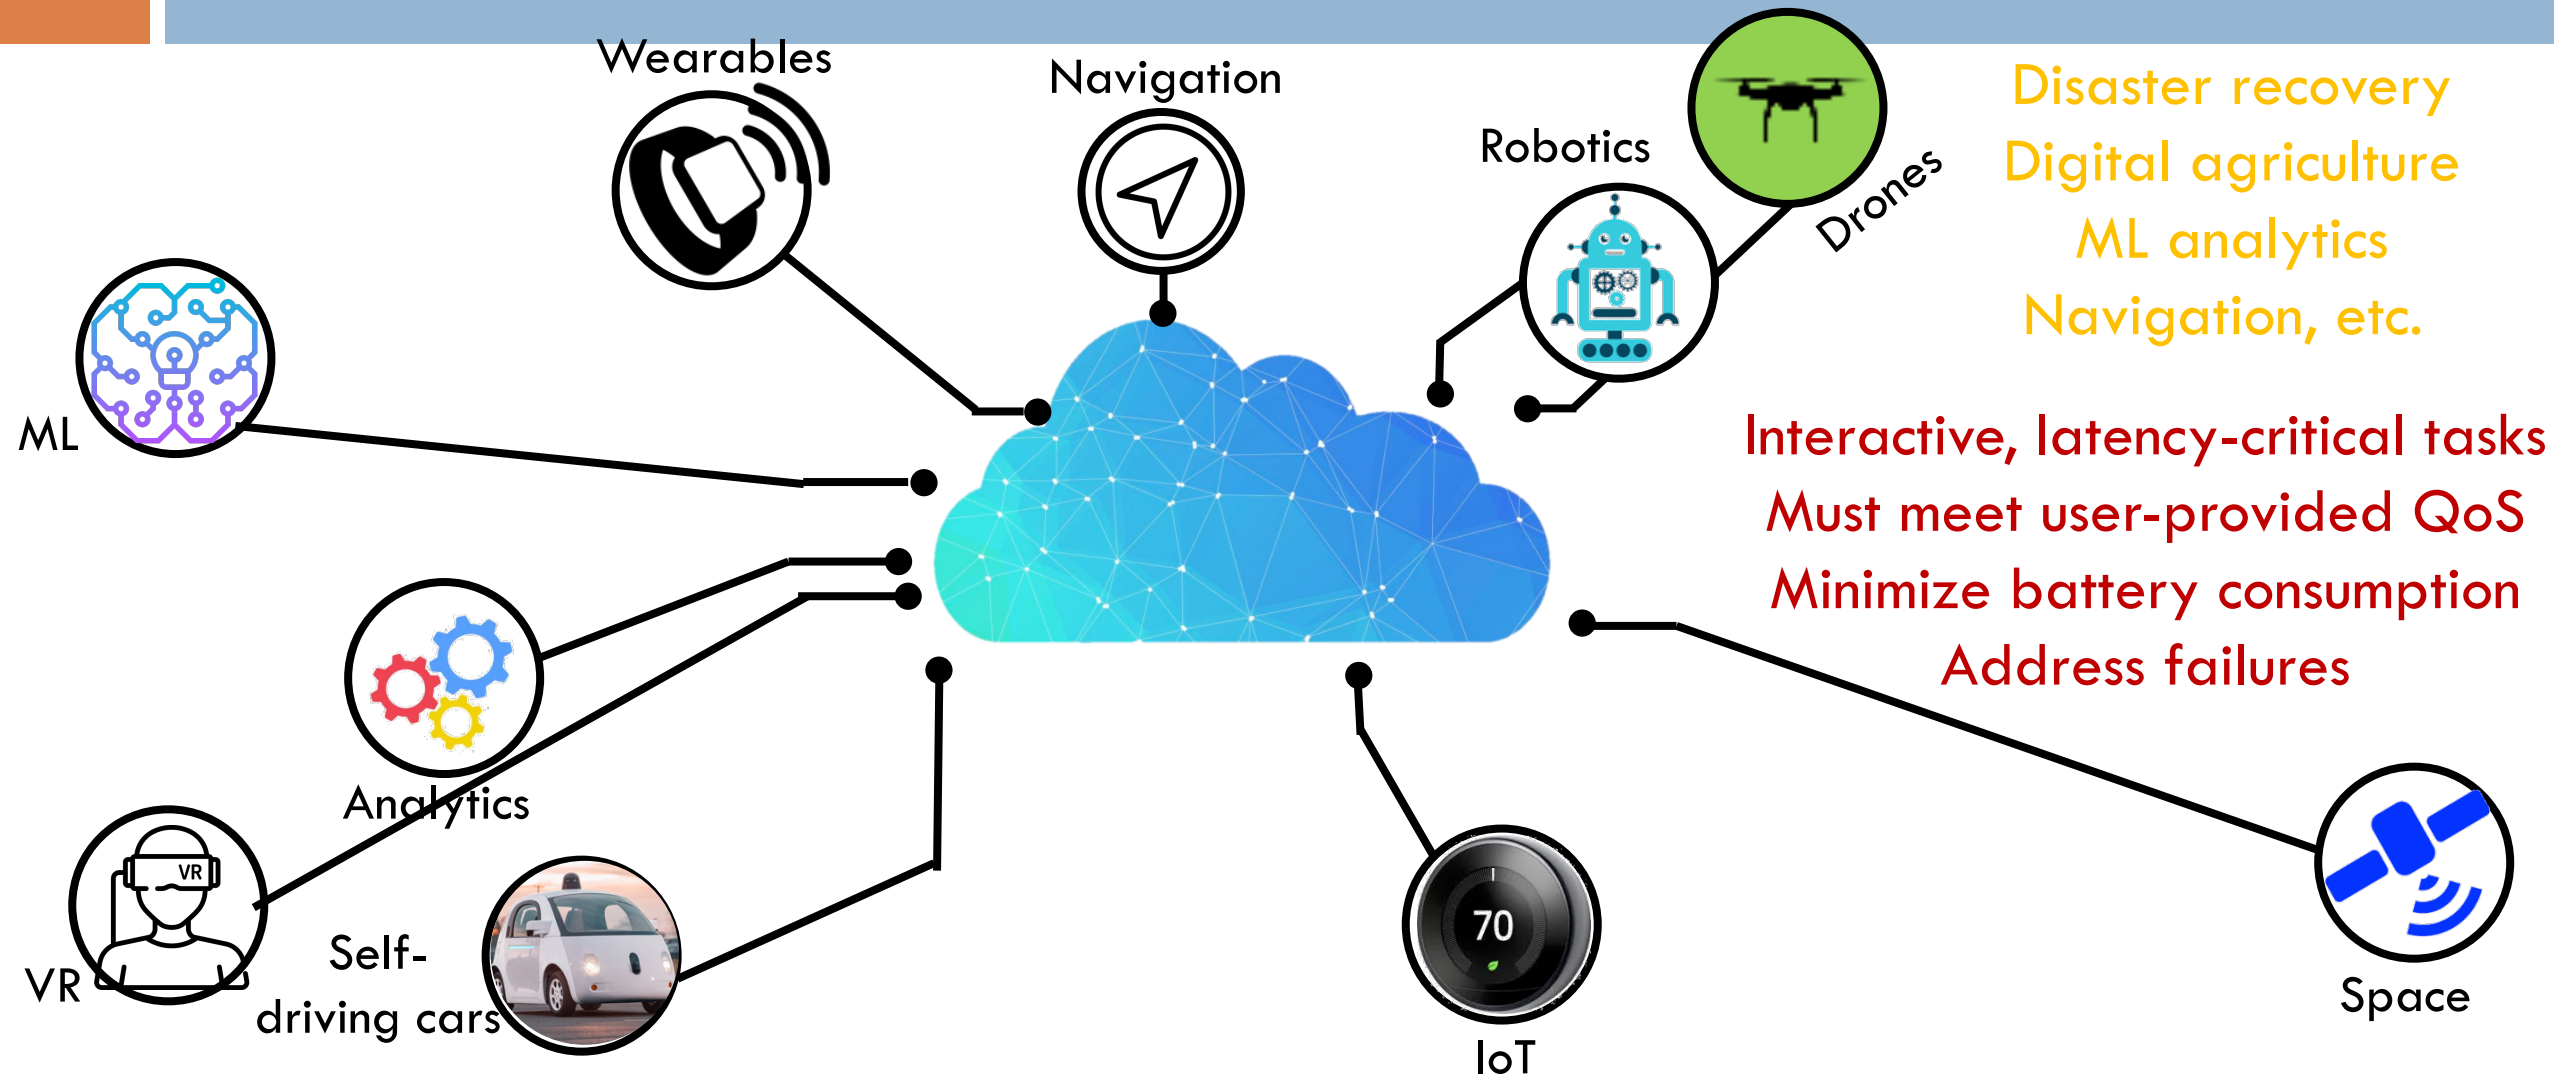 Wearables
Navigation
Robotics
Drones
Disaster recovery
Digital agriculture
ML analytics
Navigation, etc.
ML
Interactive, latency-critical tasks
Must meet user-provided QoS
Minimize battery consumption
Address failures
Analytics
VR
VR
Self-
driving cars
70
IoT
Space